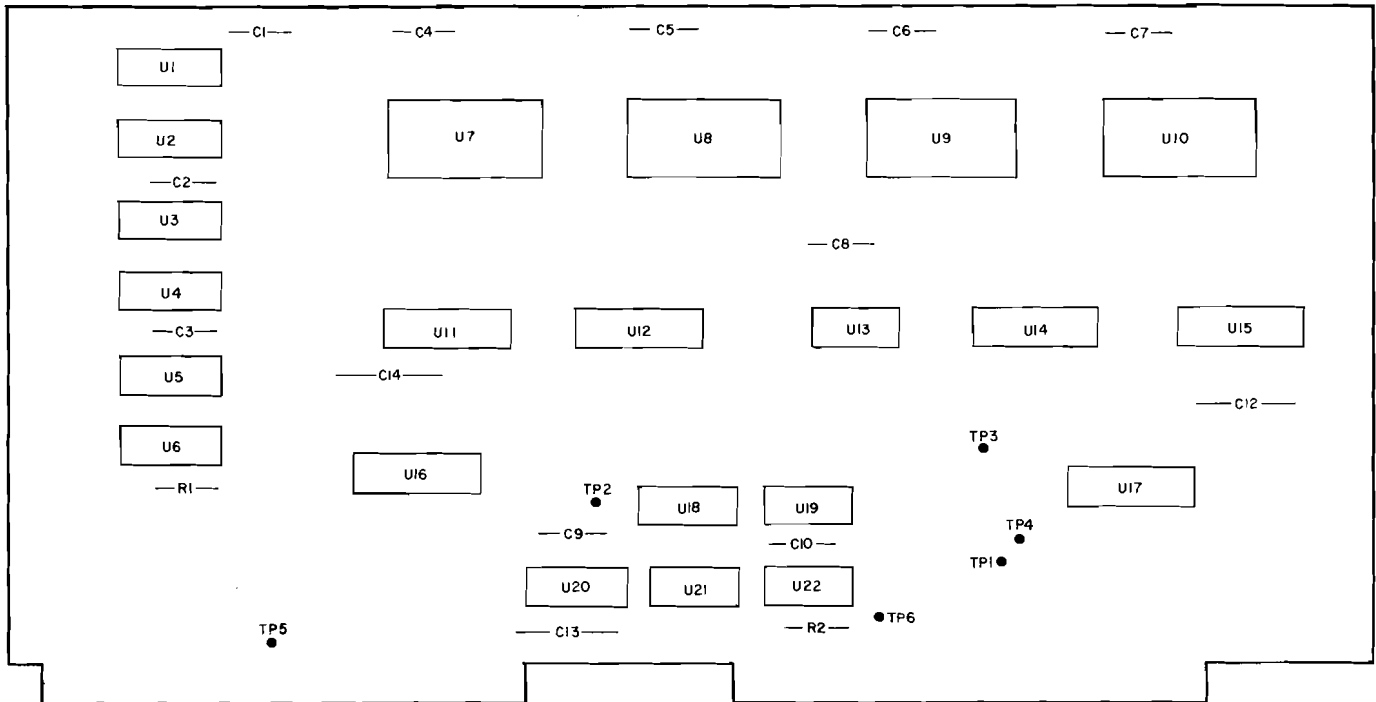 C1 C4 C5 C6 C7
U1
U2 U7 U8 U9 U10
C2
U3
C8
U4
C3 U11 U12 U13 U14 U15
U5 C14
C12
U6 TP3
U16
R1 TP2 U18 U19 U17
TP4
C9 C10
TP1
U20 U21 U22
TP6
TP5 C13 R2